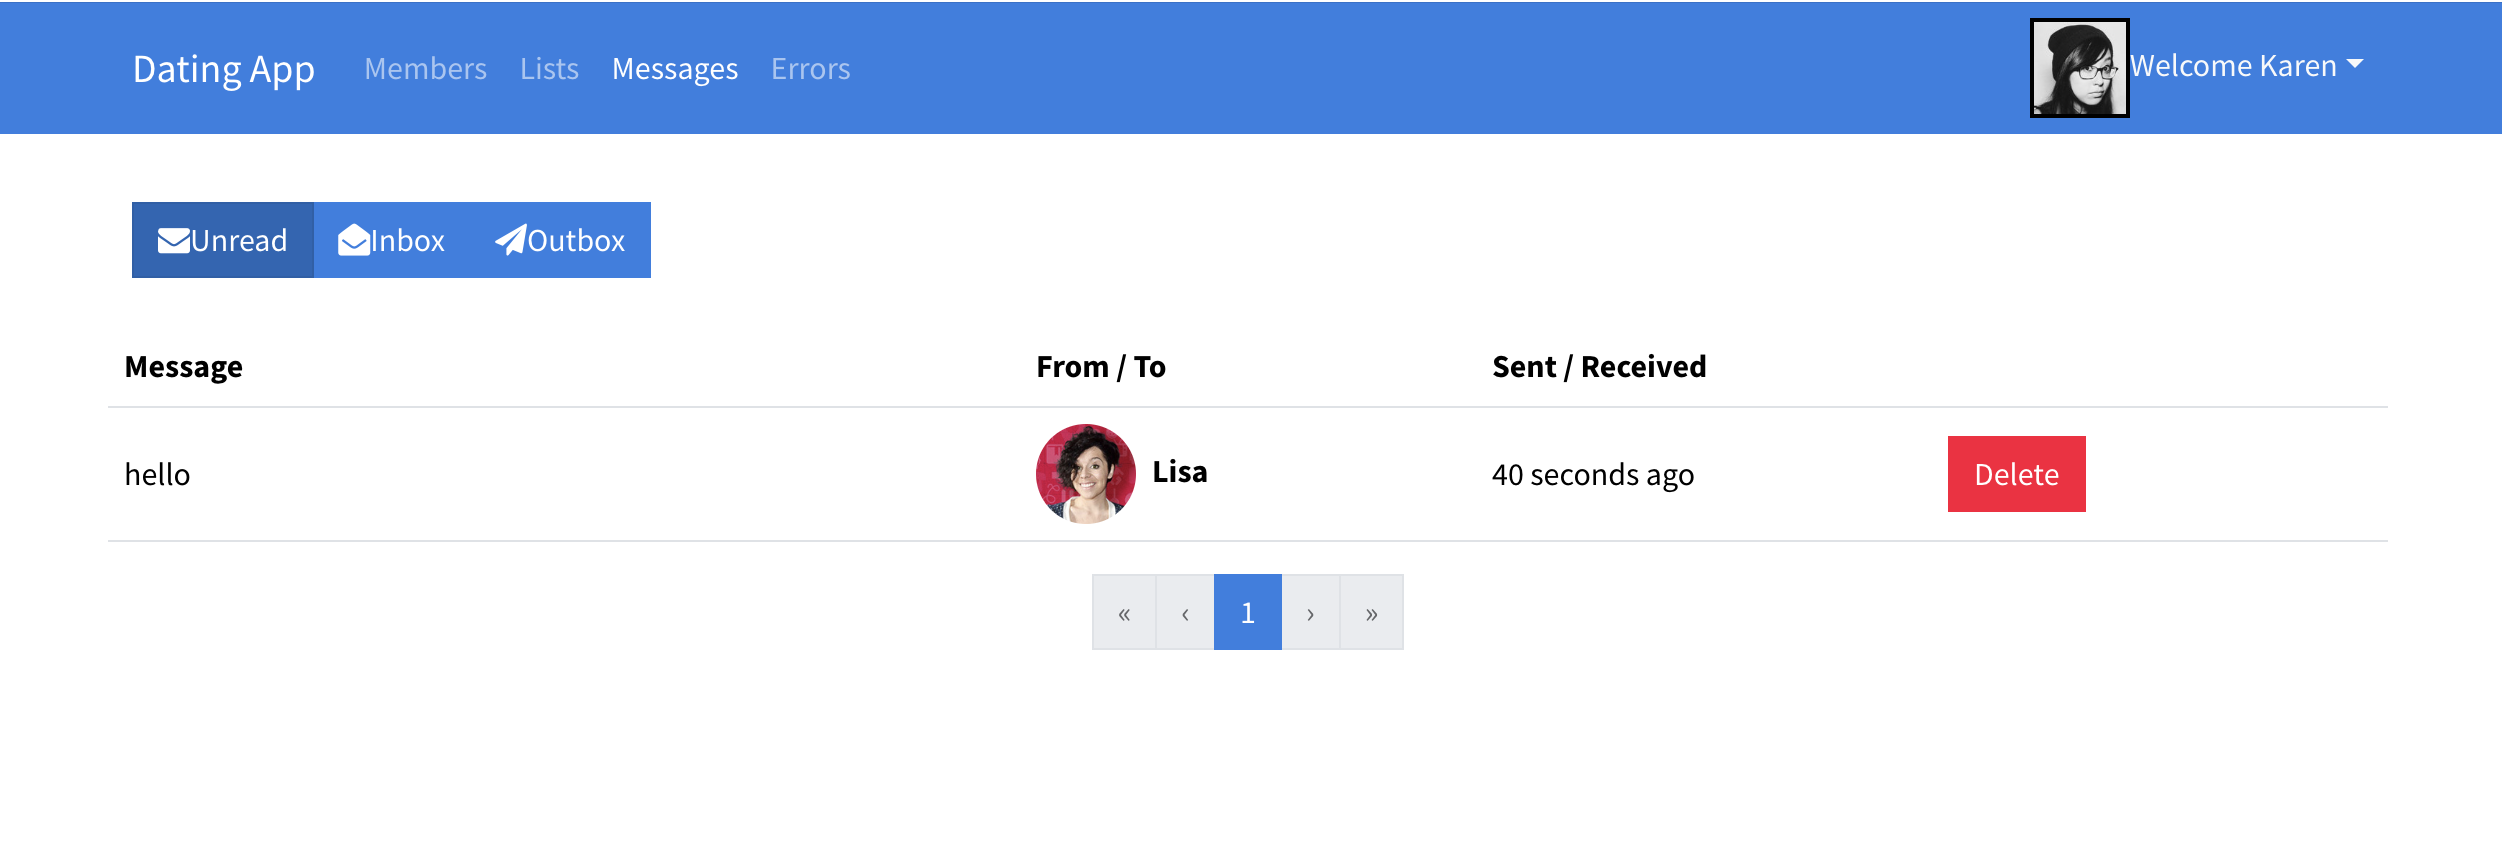 Dating App Members Lists Messages Errors Welcome Karen
Unread Inbox Outbox
Message From / To Sent / Received
hello Lisa 40 seconds ago Delete
« ‹ 1 › »